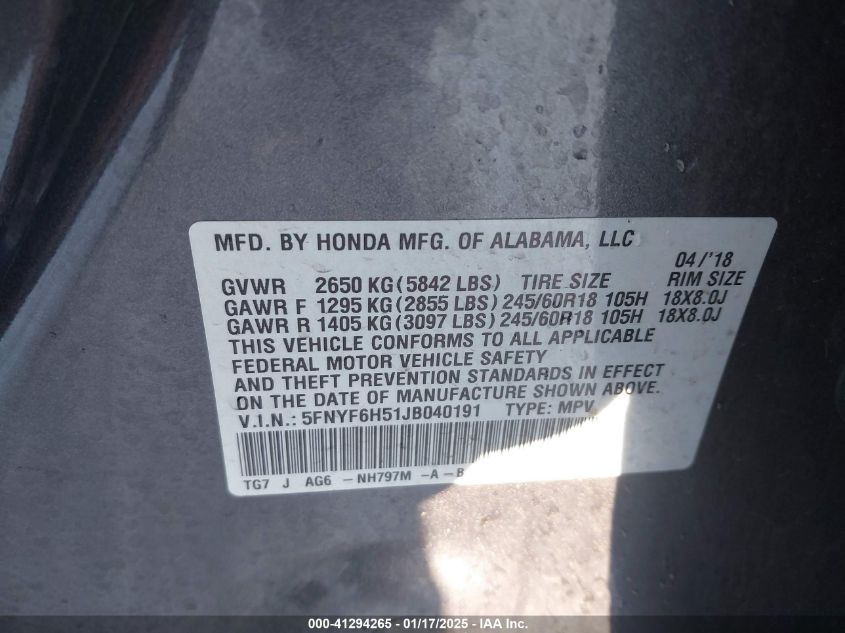 MFD. BY HONDA MFG. OF ALABAMA, LLC
04/'18
GVWR 2650 KG (5842 LBS) TIRE SIZE RIM SIZE
GAWR F 1295 KG (2855 LBS) 245/60R18 105H 18X8.0J
GAWR R 1405 KG (3097 LBS) 245/60R18 105H 18X8.0J
THIS VEHICLE CONFORMS TO ALL APPLICABLE
FEDERAL MOTOR VEHICLE SAFETY
AND THEFT PREVENTION STANDARDS IN EFFECT
ON THE DATE OF MANUFACTURE SHOWN ABOVE.
V.I.N.: 5FNYF6H51JB040191 TYPE: MPV
TG7 J AG6 -NH797M -A-B
000-41294265 - 01/17/2025 - IAA Inc.